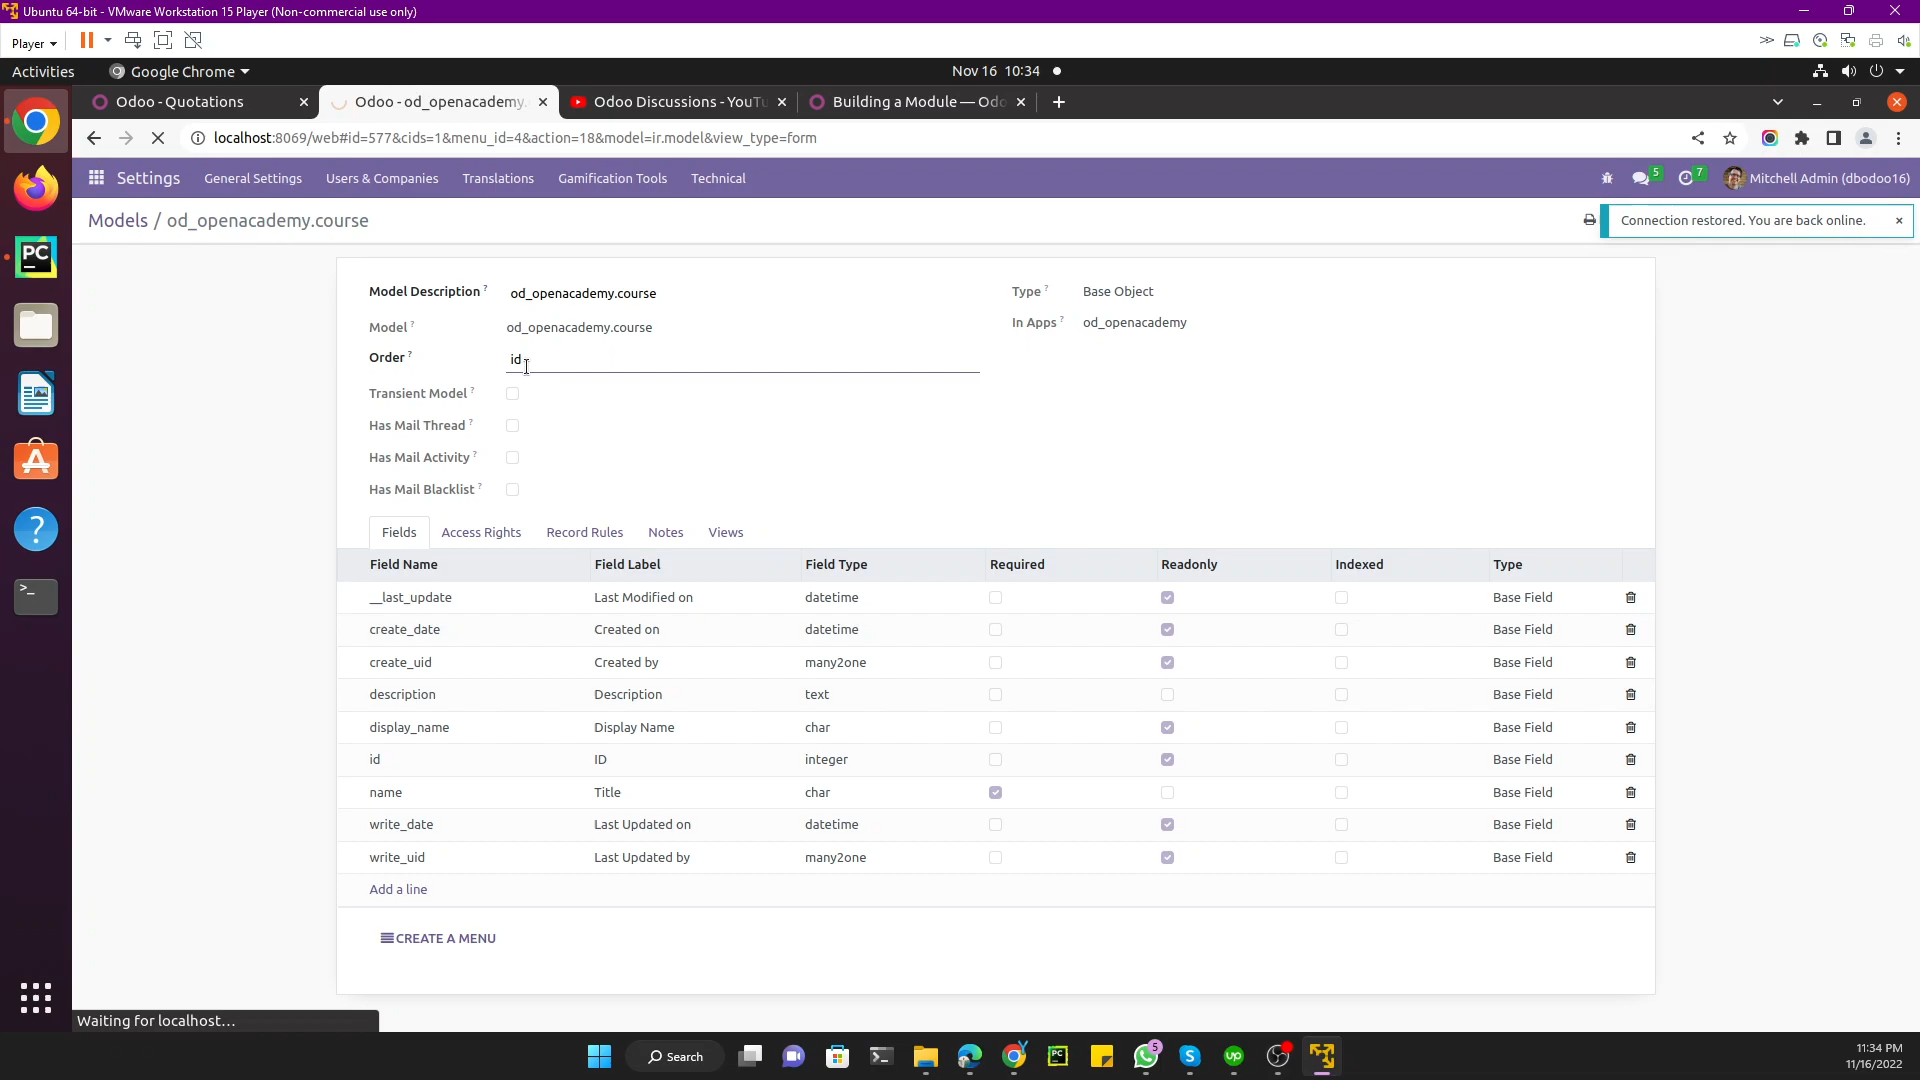 Ubuntu 64-bit - VMware Workstation 15 Player (Non-commercial use only)
Player
Activities
Google Chrome
Nov 16 10:34
Odoo - Quotations
Odoo - od_openacademy.
Odoo Discussions - YouTu
Building a Module — Odo
localhost:8069/web#id=577&cids=1&menu_id=4&action=18&model=ir.model&view_type=form
Settings
General Settings
Users & Companies
Translations
Gamification Tools
Technical
5
7
Mitchell Admin (dbodoo16)
Models / od_openacademy.course
Connection restored. You are back online.
Model Description ?
od_openacademy.course
Type ?
Base Object
Model ?
od_openacademy.course
In Apps ?
od_openacademy
Order ?
id
Transient Model ?
Has Mail Thread ?
Has Mail Activity ?
Has Mail Blacklist ?
Fields
Access Rights
Record Rules
Notes
Views
Field Name Field Label Field Type Required Readonly Indexed Type
__last_update Last Modified on datetime Base Field
create_date Created on datetime Base Field
create_uid Created by many2one Base Field
description Description text Base Field
display_name Display Name char Base Field
id ID integer Base Field
name Title char Base Field
write_date Last Updated on datetime Base Field
write_uid Last Updated by many2one Base Field
Add a line
CREATE A MENU
Waiting for localhost...
Search
5
11:34 PM
11/16/2022